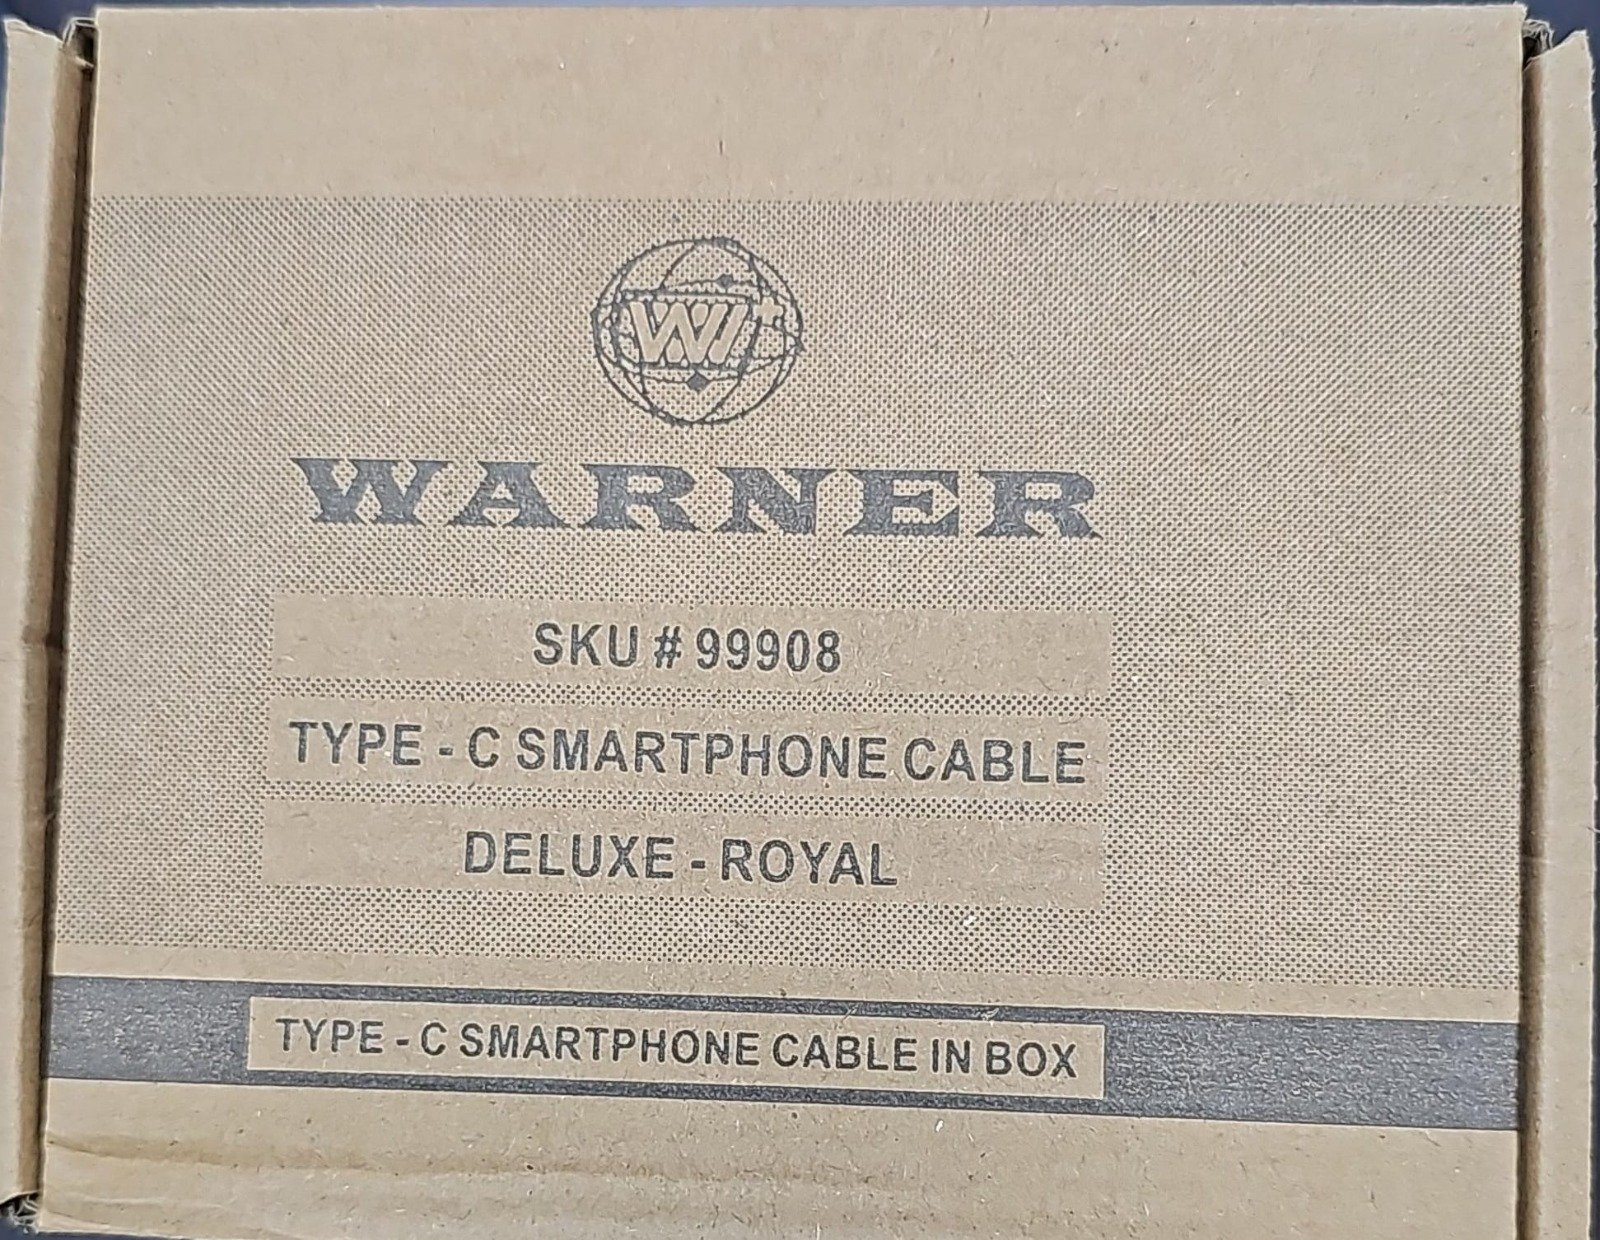 W
WARNER
SKU # 99908
TYPE - C SMARTPHONE CABLE
DELUXE - ROYAL
TYPE - C SMARTPHONE CABLE IN BOX